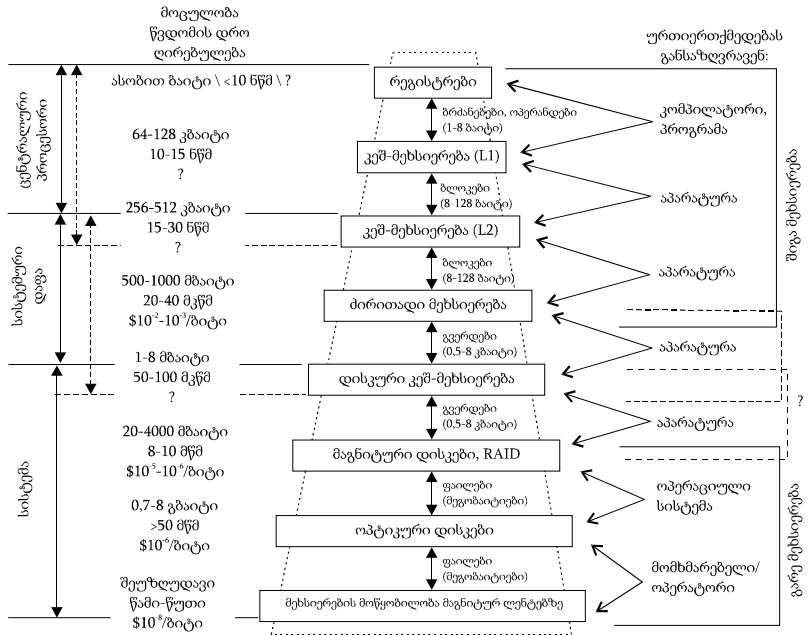 მოცულობა
წვდომის დრო
ღირებულება
ურთიერთქმედებას
განსაზღვრავენ:
ასობით ბაიტი \ <10 ნწმ \ ?
რეგისტრები
ბრძანებები, ოპერანდები
(1-8 ბაიტი)
კომპილატორი,
პროგრამა
ცენტრალური
პროცესორი
64-128 კბაიტი
10-15 ნწმ
?
კეშ-მეხსიერება (L1)
ბლოკები
(8-128 ბაიტი)
აპარატურა
შიგა მეხსიერება
256-512 კბაიტი
15-30 ნწმ
?
კეშ-მეხსიერება (L2)
ბლოკები
(8-128 ბაიტი)
აპარატურა
სისტემური
დაფა
500-1000 მბაიტი
20-40 მკწმ
$10⁻²-10⁻³/ბიტი
ძირითადი მეხსიერება
გვერდები
(0,5-8 კბაიტი)
აპარატურა
1-8 მბაიტი
50-100 მკწმ
?
დისკური კეშ-მეხსიერება
გვერდები
(0,5-8 კბაიტი)
აპარატურა
?
20-4000 მბაიტი
8-10 მწმ
$10⁻⁵-10⁻⁶/ბიტი
მაგნიტური დისკები, RAID
ფაილები
(მეგობაიტიები)
ოპერაციული
სისტემა
სისტემა
0,7-8 გბაიტი
>50 მწმ
$10⁻⁶/ბიტი
ოპტიკური დისკები
ფაილები
(მეგობაიტიები)
მომხმარებელი/
ოპერატორი
გარე მეხსიერება
შეუზღუდავი
წამი-წუთი
$10⁻⁸/ბიტი
მეხსიერების მოწყობილობა მაგნიტურ ლენტებზე